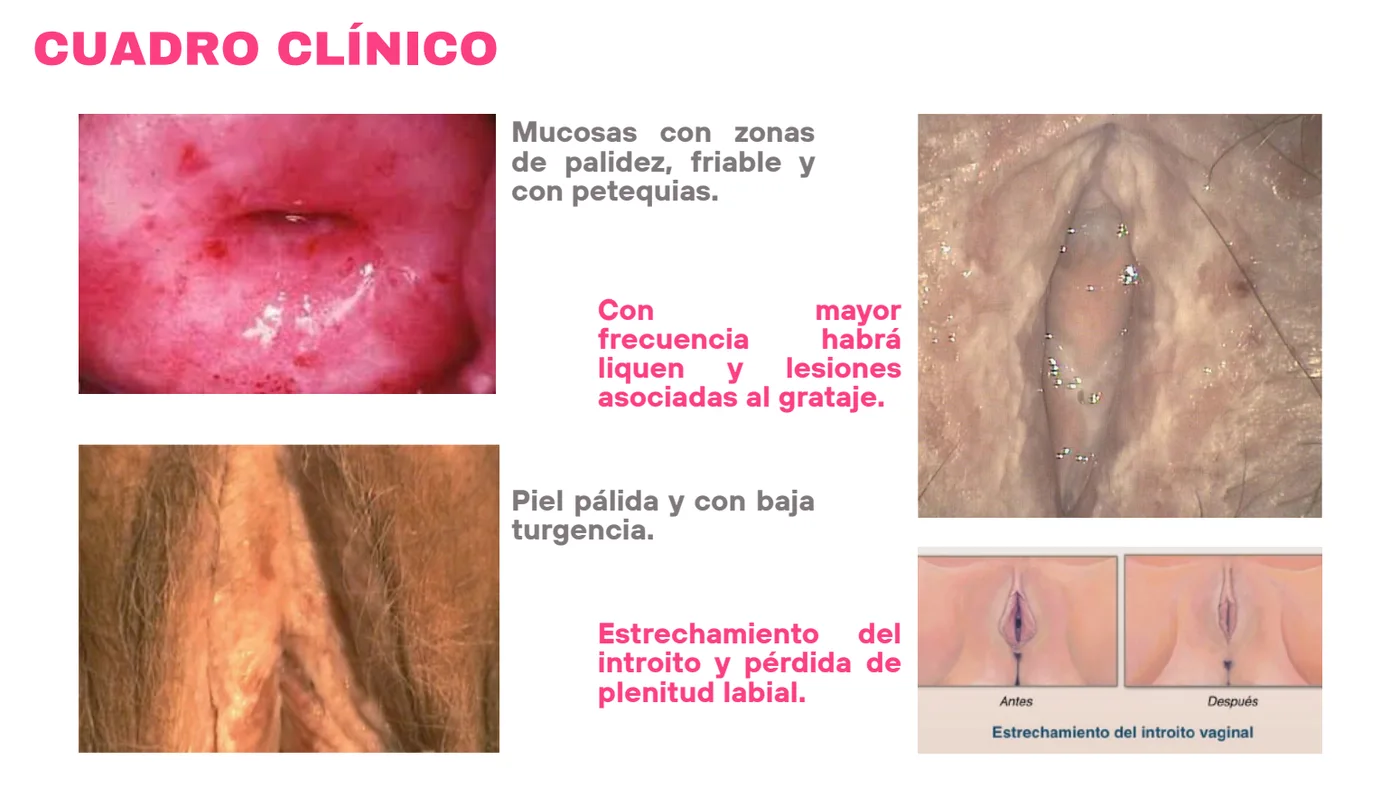 CUADRO CLÍNICO
Mucosas con zonas
de palidez, friable y
con petequias.
Con mayor
frecuencia habrá
liquen y lesiones
asociadas al grataje.
Piel pálida y con baja
turgencia.
Estrechamiento del
introito y pérdida de
plenitud labial.
Antes
Después
Estrechamiento del introito vaginal